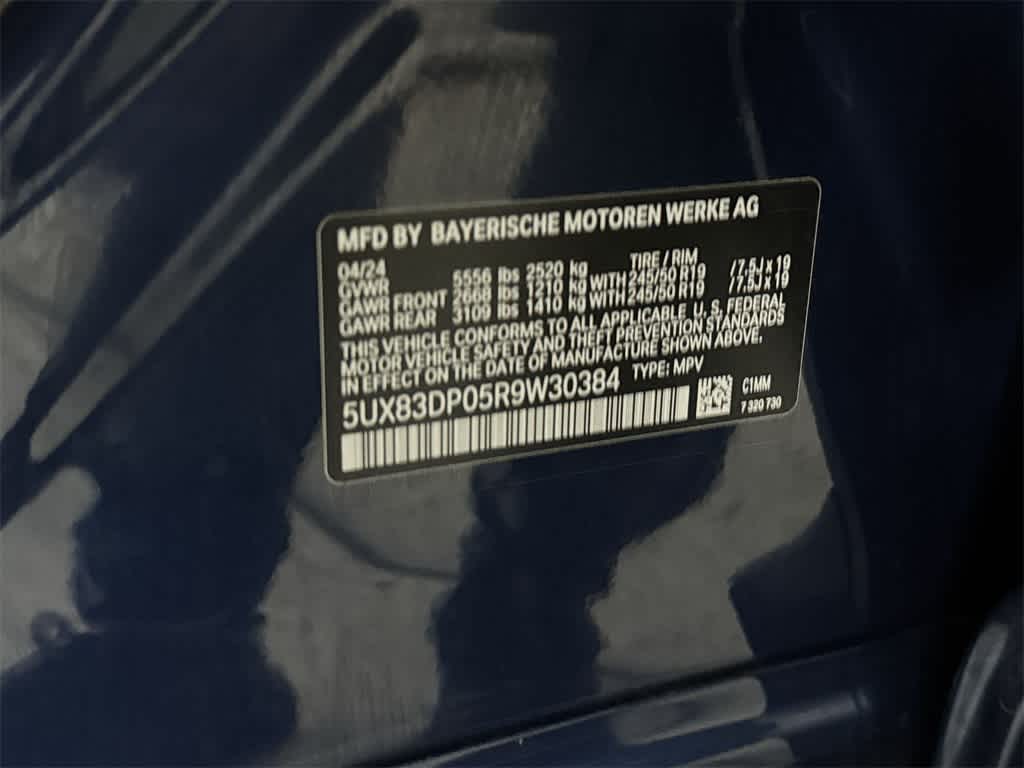 MFD BY BAYERISCHE MOTOREN WERKE AG
04/24 TIRE / RIM
GVWR 5556 lbs 2520 kg
GAWR FRONT 2668 lbs 1210 kg WITH 245/50 R19 /7.5J x 19
GAWR REAR 3109 lbs 1410 kg WITH 245/50 R19 /7.5J x 19
THIS VEHICLE CONFORMS TO ALL APPLICABLE U. S. FEDERAL
MOTOR VEHICLE SAFETY AND THEFT PREVENTION STANDARDS
IN EFFECT ON THE DATE OF MANUFACTURE SHOWN ABOVE.
5UX83DP05R9W30384 TYPE: MPV
C1MM
7 320 730